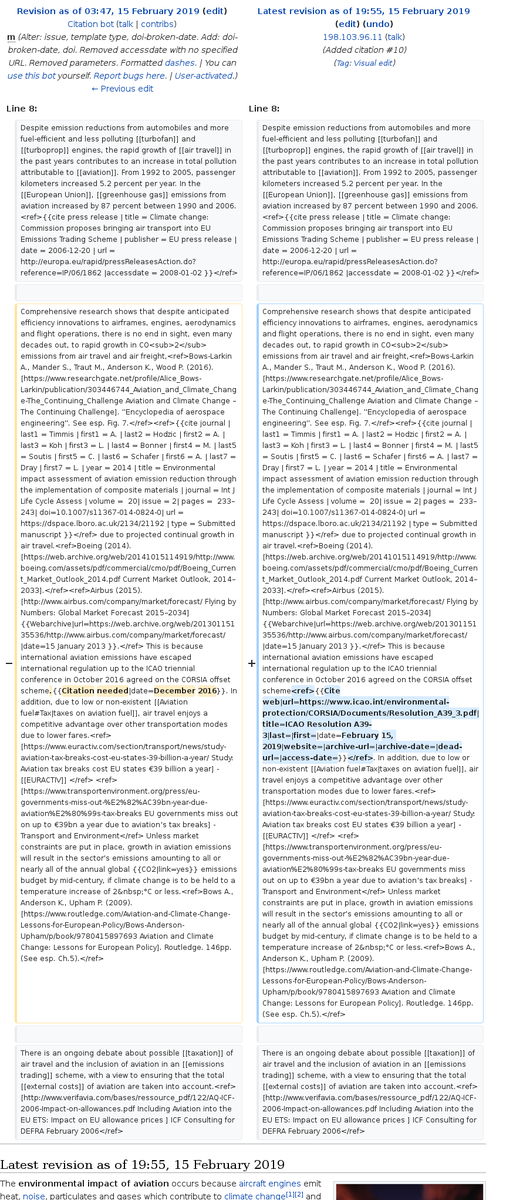 Revision as of 03:47, 15 February 2019 (edit)
Citation bot (talk | contribs)
m (Alter: issue, template type, doi-broken-date. Add: doi-
broken-date, doi. Removed accessdate with no specified
URL. Removed parameters. Formatted dashes. | You can
use this bot yourself. Report bugs here. | User-activated.)
← Previous edit
Latest revision as of 19:55, 15 February 2019
(edit) (undo)
198.103.96.11 (talk)
(Added citation #10)
(Tag: Visual edit)
Line 8:
Despite emission reductions from automobiles and more
fuel-efficient and less polluting [[turbofan]] and
[[turboprop]] engines, the rapid growth of [[air travel]] in
the past years contributes to an increase in total pollution
attributable to [[aviation]]. From 1992 to 2005, passenger
kilometers increased 5.2 percent per year. In the
[[European Union]], [[greenhouse gas]] emissions from
aviation increased by 87 percent between 1990 and 2006.
<ref>{{cite press release | title = Climate change:
Commission proposes bringing air transport into EU
Emissions Trading Scheme | publisher = EU press release |
date = 2006-12-20 | url =
http://europa.eu/rapid/pressReleasesAction.do?
reference=IP/06/1862 |accessdate = 2008-01-02 }}</ref>
Comprehensive research shows that despite anticipated
efficiency innovations to airframes, engines, aerodynamics
and flight operations, there is no end in sight, even many
decades out, to rapid growth in CO<sub>2</sub>
emissions from air travel and air freight,<ref>Bows-Larkin
A., Mander S., Traut M., Anderson K., Wood P. (2016).
[https://www.researchgate.net/profile/Alice_Bows-
Larkin/publication/303446744_Aviation_and_Climate_Chang
e-The_Continuing_Challenge Aviation and Climate Change –
The Continuing Challenge]. "Encyclopedia of aerospace
engineering". See esp. Fig. 7.</ref><ref>{{cite journal |
last1 = Timmis | first1 = A. | last2 = Hodzic | first2 = A. |
last3 = Koh | first3 = L. | last4 = Bonner | first4 = M. | last5
= Soutis | first5 = C. | last6 = Schafer | first6 = A. | last7 =
Dray | first7 = L. | year = 2014 | title = Environmental
impact assessment of aviation emission reduction through
the implementation of composite materials | journal = Int J
Life Cycle Assess | volume =  20| issue = 2| pages =  233–
243| doi=10.1007/s11367-014-0824-0| url =
https://dspace.lboro.ac.uk/2134/21192 | type = Submitted
manuscript }}</ref> due to projected continual growth in
air travel.<ref>Boeing (2014).
[https://web.archive.org/web/20141015114919/http://www.
boeing.com/assets/pdf/commercial/cmo/pdf/Boeing_Curren
t_Market_Outlook_2014.pdf Current Market Outlook, 2014–
2033].</ref><ref>Airbus (2015).
[http://www.airbus.com/company/market/forecast/ Flying by
Numbers: Global Market Forecast 2015–2034]
{{Webarchive|url=https://web.archive.org/web/201301151
35536/http://www.airbus.com/company/market/forecast/
|date=15 January 2013 }}.</ref> This is because
international aviation emissions have escaped
international regulation up to the ICAO triennial
conference in October 2016 agreed on the CORSIA offset
scheme.{{Citation needed|date=December 2016}}. In
addition, due to low or non-existent [[Aviation
fuel#Tax|taxes on aviation fuel]], air travel enjoys a
competitive advantage over other transportation modes
due to lower fares.<ref>
[https://www.euractiv.com/section/transport/news/study-
aviation-tax-breaks-cost-eu-states-39-billion-a-year/ Study:
Aviation tax breaks cost EU states €39 billion a year] -
[[EURACTIV]] </ref> <ref>
[https://www.transportenvironment.org/press/eu-
governments-miss-out-%E2%82%AC39bn-year-due-
aviation%E2%80%99s-tax-breaks EU governments miss
out on up to €39bn a year due to aviation's tax breaks] -
Transport and Environment</ref> Unless market
constraints are put in place, growth in aviation emissions
will result in the sector's emissions amounting to all or
nearly all of the annual global {{CO2|link=yes}} emissions
budget by mid-century, if climate change is to be held to a
temperature increase of 2&nbsp;°C or less.<ref>Bows A.,
Anderson K., Upham P. (2009).
[https://www.routledge.com/Aviation-and-Climate-Change-
Lessons-for-European-Policy/Bows-Anderson-
Upham/p/book/9780415897693 Aviation and Climate
Change: Lessons for European Policy]. Routledge. 146pp.
(See esp. Ch.5).</ref>
There is an ongoing debate about possible [[taxation]] of
air travel and the inclusion of aviation in an [[emissions
trading]] scheme, with a view to ensuring that the total
[[external costs]] of aviation are taken into account.<ref>
[http://www.verifavia.com/bases/ressource_pdf/122/AQ-ICF-
2006-Impact-on-allowances.pdf Including Aviation into the
EU ETS: Impact on EU allowance prices ] ICF Consulting for
DEFRA February 2006</ref>
Line 8:
Despite emission reductions from automobiles and more
fuel-efficient and less polluting [[turbofan]] and
[[turboprop]] engines, the rapid growth of [[air travel]] in
the past years contributes to an increase in total pollution
attributable to [[aviation]]. From 1992 to 2005, passenger
kilometers increased 5.2 percent per year. In the
[[European Union]], [[greenhouse gas]] emissions from
aviation increased by 87 percent between 1990 and 2006.
<ref>{{cite press release | title = Climate change:
Commission proposes bringing air transport into EU
Emissions Trading Scheme | publisher = EU press release |
date = 2006-12-20 | url =
http://europa.eu/rapid/pressReleasesAction.do?
reference=IP/06/1862 |accessdate = 2008-01-02 }}</ref>
Comprehensive research shows that despite anticipated
efficiency innovations to airframes, engines, aerodynamics
and flight operations, there is no end in sight, even many
decades out, to rapid growth in CO<sub>2</sub>
emissions from air travel and air freight,<ref>Bows-Larkin
A., Mander S., Traut M., Anderson K., Wood P. (2016).
[https://www.researchgate.net/profile/Alice_Bows-
Larkin/publication/303446744_Aviation_and_Climate_Chang
e-The_Continuing_Challenge Aviation and Climate Change –
The Continuing Challenge]. "Encyclopedia of aerospace
engineering". See esp. Fig. 7.</ref><ref>{{cite journal |
last1 = Timmis | first1 = A. | last2 = Hodzic | first2 = A. |
last3 = Koh | first3 = L. | last4 = Bonner | first4 = M. | last5
= Soutis | first5 = C. | last6 = Schafer | first6 = A. | last7 =
Dray | first7 = L. | year = 2014 | title = Environmental
impact assessment of aviation emission reduction through
the implementation of composite materials | journal = Int J
Life Cycle Assess | volume =  20| issue = 2| pages =  233–
243| doi=10.1007/s11367-014-0824-0| url =
https://dspace.lboro.ac.uk/2134/21192 | type = Submitted
manuscript }}</ref> due to projected continual growth in
air travel.<ref>Boeing (2014).
[https://web.archive.org/web/20141015114919/http://www.
boeing.com/assets/pdf/commercial/cmo/pdf/Boeing_Curren
t_Market_Outlook_2014.pdf Current Market Outlook, 2014–
2033].</ref><ref>Airbus (2015).
[http://www.airbus.com/company/market/forecast/ Flying by
Numbers: Global Market Forecast 2015–2034]
{{Webarchive|url=https://web.archive.org/web/201301151
35536/http://www.airbus.com/company/market/forecast/
|date=15 January 2013 }}.</ref> This is because
international aviation emissions have escaped
international regulation up to the ICAO triennial
conference in October 2016 agreed on the CORSIA offset
scheme<ref>{{Cite
web|url=https://www.icao.int/environmental-
protection/CORSIA/Documents/Resolution_A39_3.pdf|
title=ICAO Resolution A39-
3|last=|first=|date=February 15,
2019|website=|archive-url=|archive-date=|dead-
url=|access-date=}}</ref>. In addition, due to low or
non-existent [[Aviation fuel#Tax|taxes on aviation fuel]],
air travel enjoys a competitive advantage over other
transportation modes due to lower fares.<ref>
[https://www.euractiv.com/section/transport/news/study-
aviation-tax-breaks-cost-eu-states-39-billion-a-year/ Study:
Aviation tax breaks cost EU states €39 billion a year] -
[[EURACTIV]] </ref> <ref>
[https://www.transportenvironment.org/press/eu-
governments-miss-out-%E2%82%AC39bn-year-due-
aviation%E2%80%99s-tax-breaks EU governments miss
out on up to €39bn a year due to aviation's tax breaks] -
Transport and Environment</ref> Unless market
constraints are put in place, growth in aviation emissions
will result in the sector's emissions amounting to all or
nearly all of the annual global {{CO2|link=yes}}
emissions budget by mid-century, if climate change is to
be held to a temperature increase of 2&nbsp;°C or less.<ref>Bows A.,
Anderson K., Upham P. (2009).
[https://www.routledge.com/Aviation-and-Climate-Change-
Lessons-for-European-Policy/Bows-Anderson-
Upham/p/book/9780415897693 Aviation and Climate
Change: Lessons for European Policy]. Routledge. 146pp.
(See esp. Ch.5).</ref>
There is an ongoing debate about possible [[taxation]] of
air travel and the inclusion of aviation in an [[emissions
trading]] scheme, with a view to ensuring that the total
[[external costs]] of aviation are taken into account.<ref>
[http://www.verifavia.com/bases/ressource_pdf/122/AQ-ICF-
2006-Impact-on-allowances.pdf Including Aviation into the
EU ETS: Impact on EU allowance prices ] ICF Consulting for
DEFRA February 2006</ref>
Latest revision as of 19:55, 15 February 2019
The environmental impact of aviation occurs because aircraft engines emit
heat, noise, particulates and gases which contribute to climate change[1][2] and